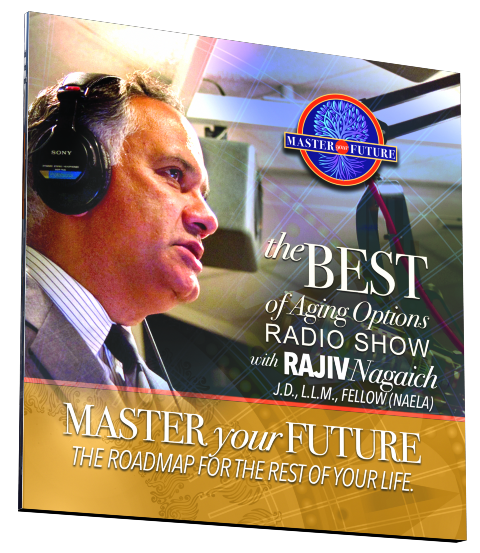 SONY
MASTER your FUTURE
the BEST
of Aging Options
RADIO SHOW
with RAJIV Nagaich
J.D., L.L.M., FELLOW (NAELA)
MASTER your FUTURE
THE ROADMAP FOR THE REST OF YOUR LIFE.